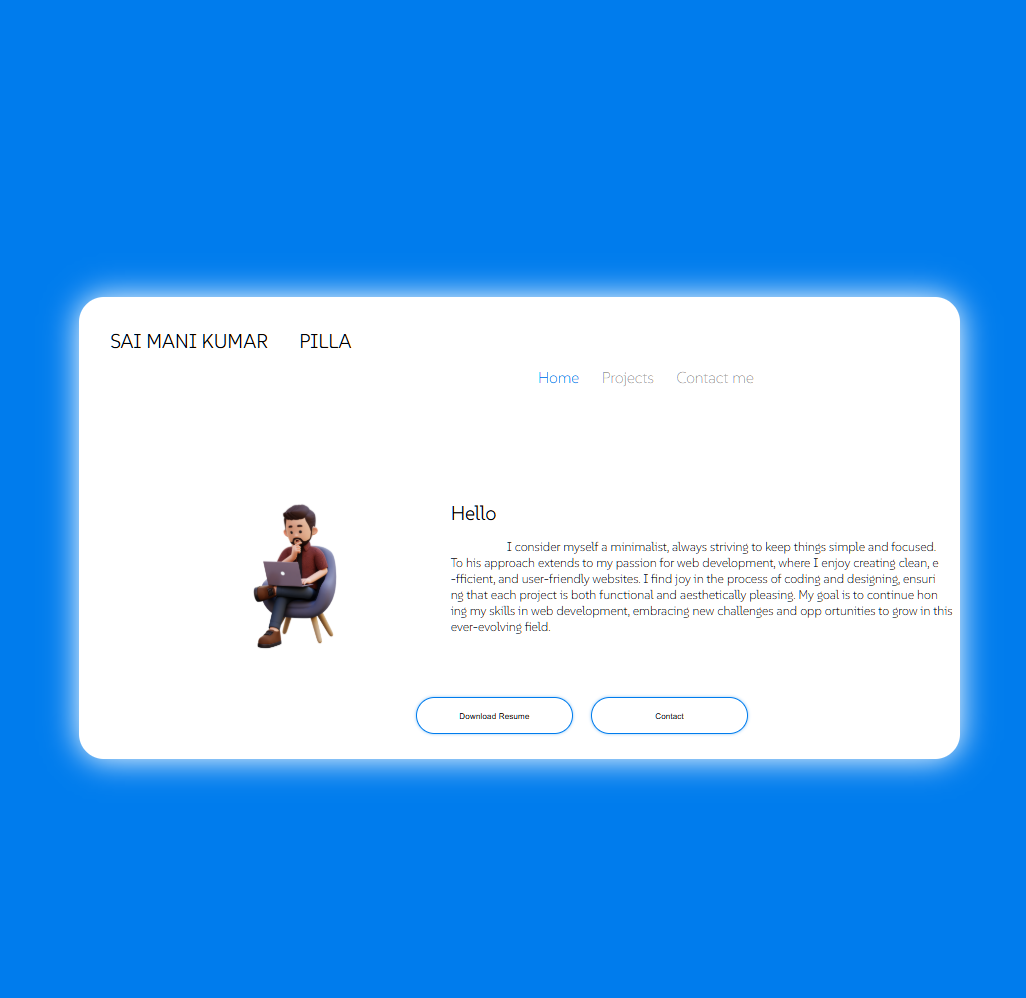 SAI MANI KUMAR PILLA
Home Projects Contact me
Hello
I consider myself a minimalist, always striving to keep things simple and focused.
To his approach extends to my passion for web development, where I enjoy creating clean, e
-fficient, and user-friendly websites. I find joy in the process of coding and designing, ensuri
ng that each project is both functional and aesthetically pleasing. My goal is to continue hon
ing my skills in web development, embracing new challenges and opp ortunities to grow in this
ever-evolving field.
Download Resume Contact